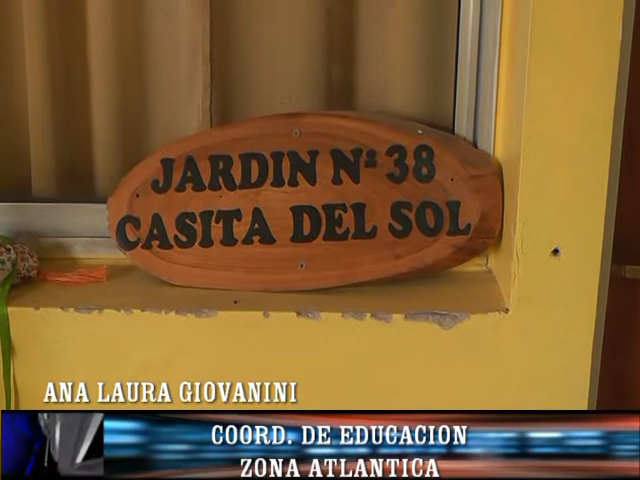 JARDIN Nº 38
CASITA DEL SOL
ANA LAURA GIOVANINI
COORD. DE EDUCACION
ZONA ATLANTICA